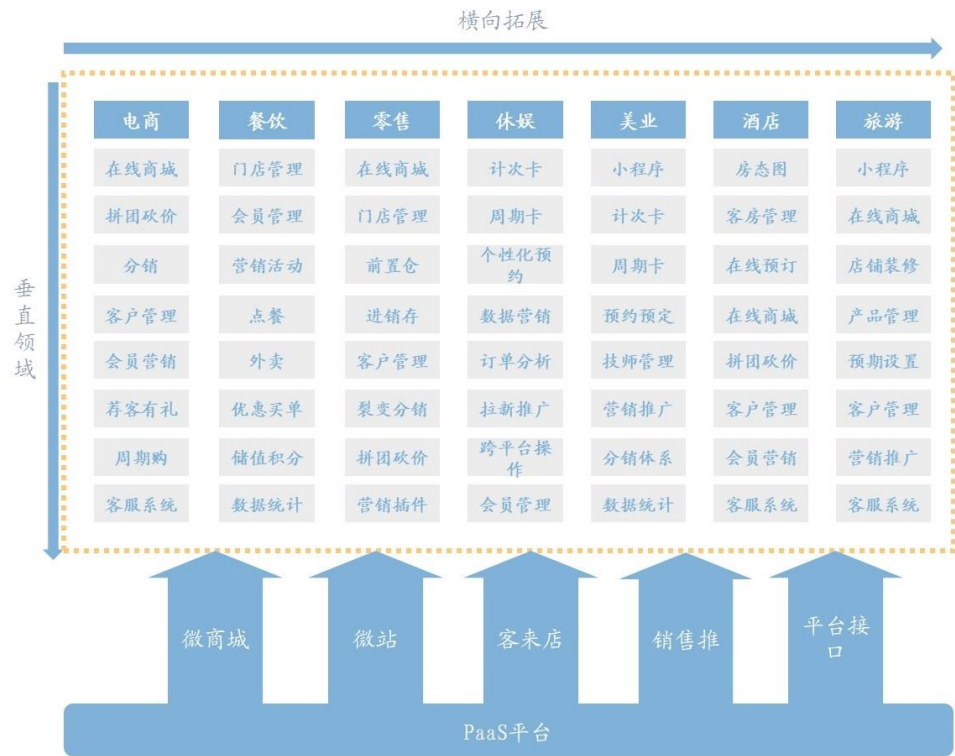 横向拓展
垂直领域
电商 餐饮 零售 休娱 美业 酒店 旅游
在线商城 门店管理 在线商城 计次卡 小程序 房态图 小程序
拼团砍价 会员管理 门店管理 周期卡 计次卡 客房管理 在线商城
分销 营销活动 前置仓 个性化预约 周期卡 在线预订 店铺装修
客户管理 点餐 进销存 数据营销 预约预定 在线商城 产品管理
会员营销 外卖 客户管理 订单分析 技师管理 拼团砍价 预期设置
荐客有礼 优惠买单 裂变分销 拉新推广 营销推广 客户管理 客户管理
周期购 储值积分 拼团砍价 跨平台操作 分销体系 会员营销 营销推广
客服系统 数据统计 营销插件 会员管理 数据统计 客服系统 客服系统
微商城 微站 客来店 销售推 平台接口
PaaS平台